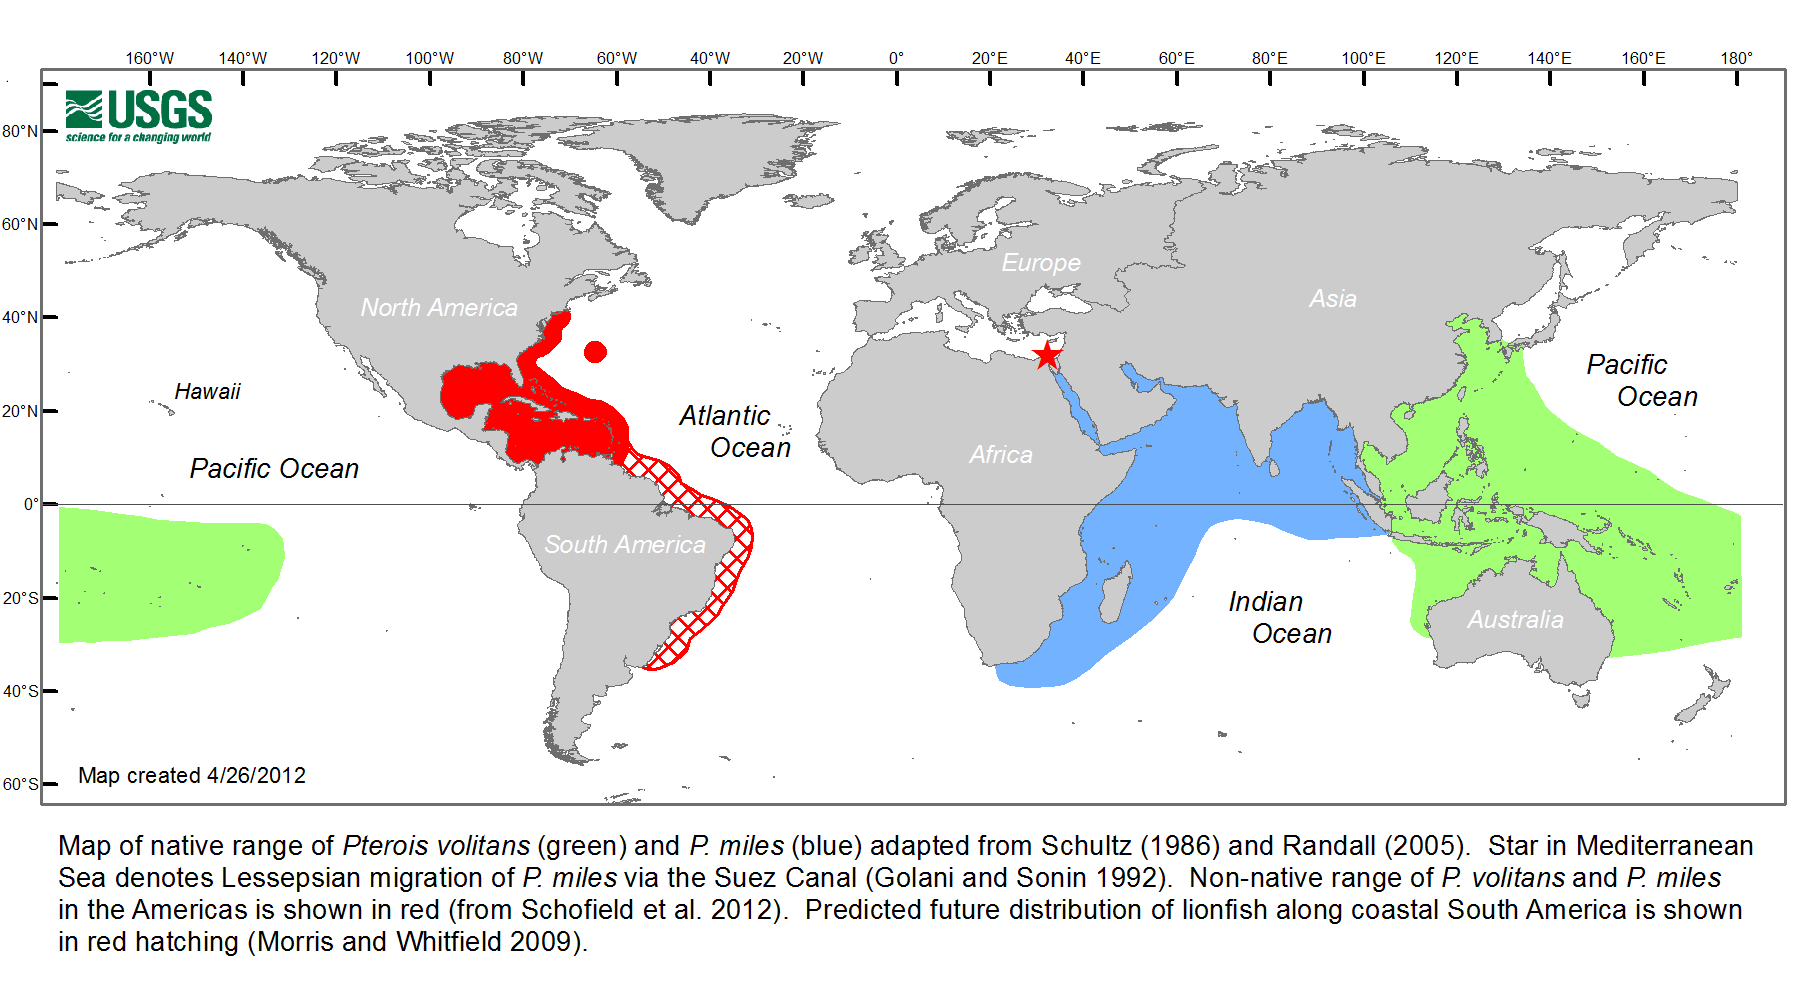 160°W 140°W 120°W 100°W 80°W 60°W 40°W 20°W 0° 20°E 40°E 60°E 80°E 100°E 120°E 140°E 160°E 180°
USGS
science for a changing world
80°N
60°N
40°N
20°N
0°
20°S
40°S
60°S
North America
Europe
Asia
Hawaii
Atlantic
Ocean
Pacific
Ocean
Pacific Ocean
Africa
South America
Indian
Ocean
Australia
Map created 4/26/2012
Map of native range of Pterois volitans (green) and P. miles (blue) adapted from Schultz (1986) and Randall (2005).  Star in Mediterranean
Sea denotes Lessepsian migration of P. miles via the Suez Canal (Golani and Sonin 1992).  Non-native range of P. volitans and P. miles
in the Americas is shown in red (from Schofield et al. 2012).  Predicted future distribution of lionfish along coastal South America is shown
in red hatching (Morris and Whitfield 2009).